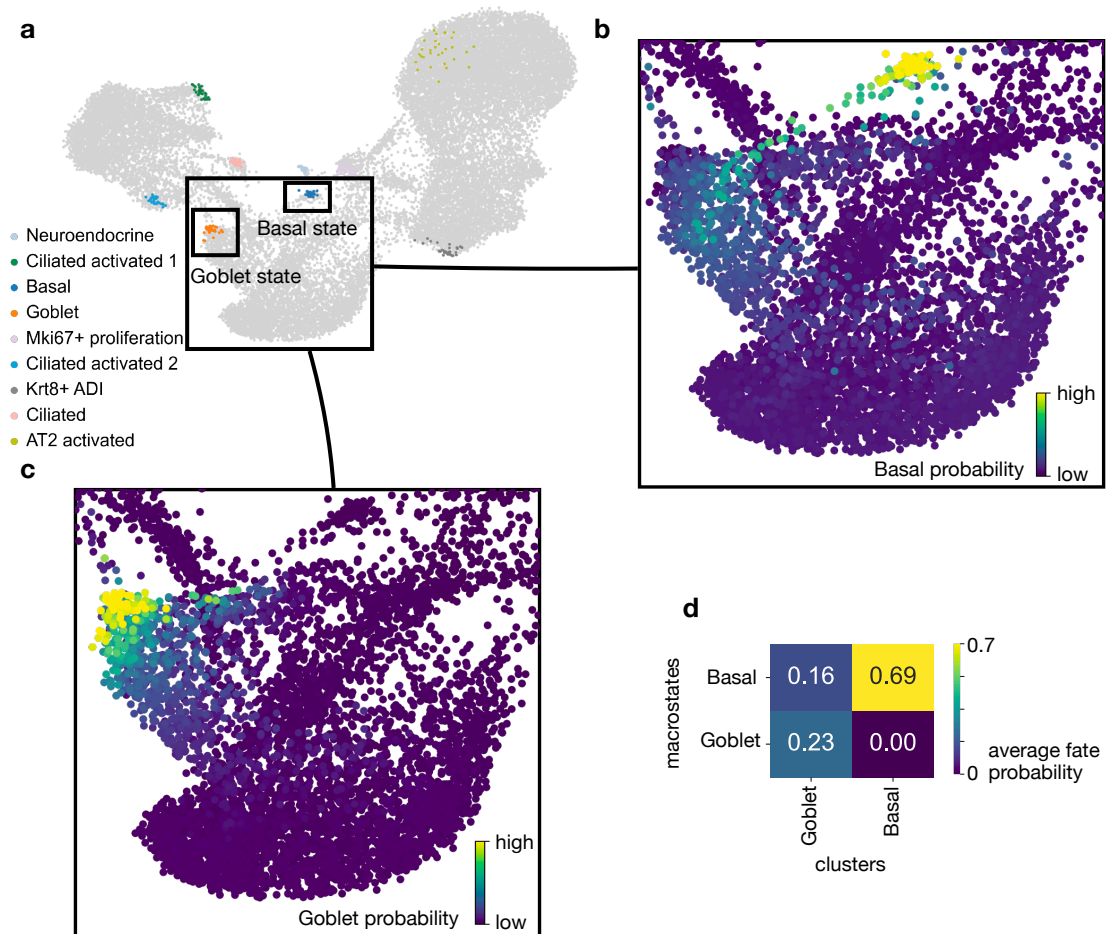 a
Basal state
Goblet state
Neuroendocrine
Ciliated activated 1
Basal
Goblet
Mki67+ proliferation
Ciliated activated 2
Krt8+ ADI
Ciliated
AT2 activated
b
high
Basal probability
low
c
high
Goblet probability
low
d
macrostates
Basal
0.16
0.69
Goblet
0.23
0.00
Goblet
Basal
clusters
0.7
0
average fate
probability